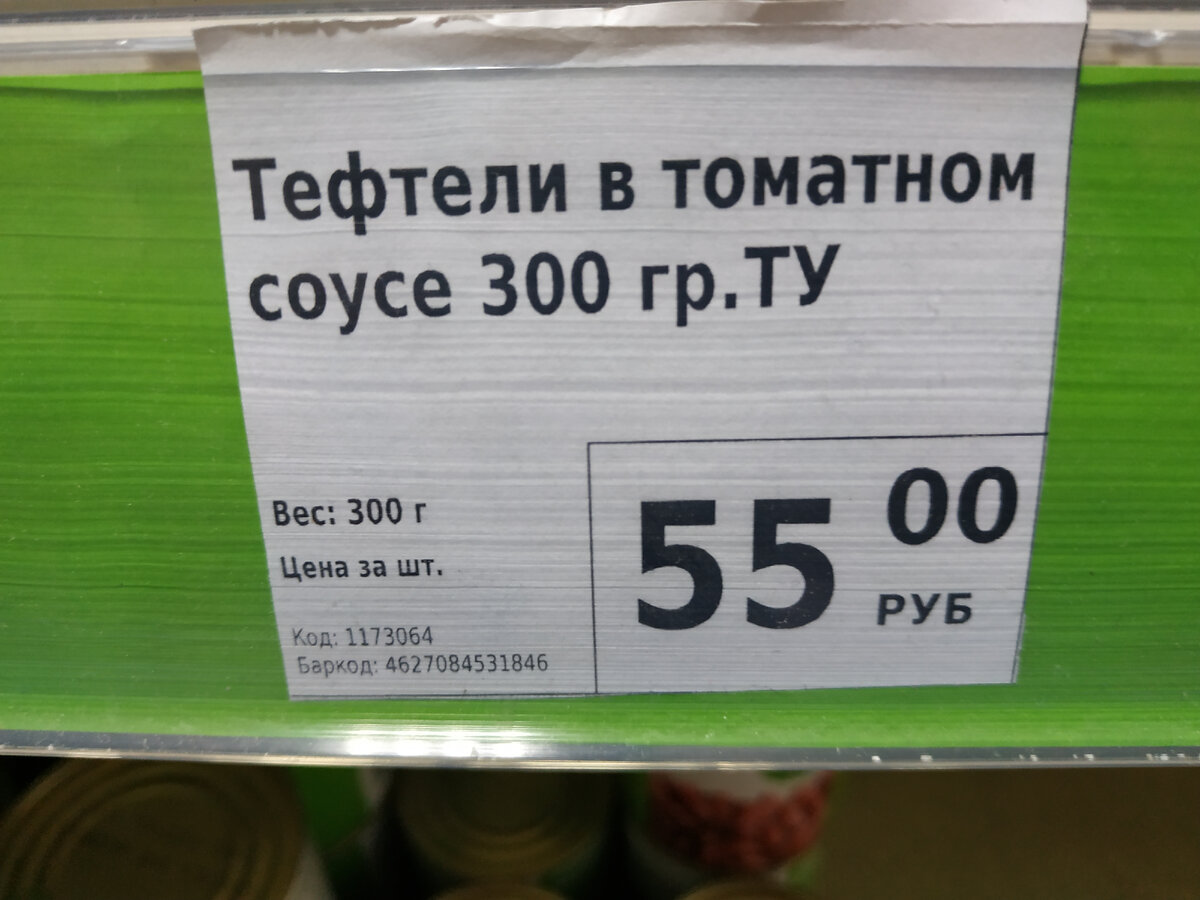 Тефтели в томатном
соусе 300 гр.ТУ
Вес: 300 г
Цена за шт.
55 00
РУБ
Код: 1173064
Баркод: 4627084531846